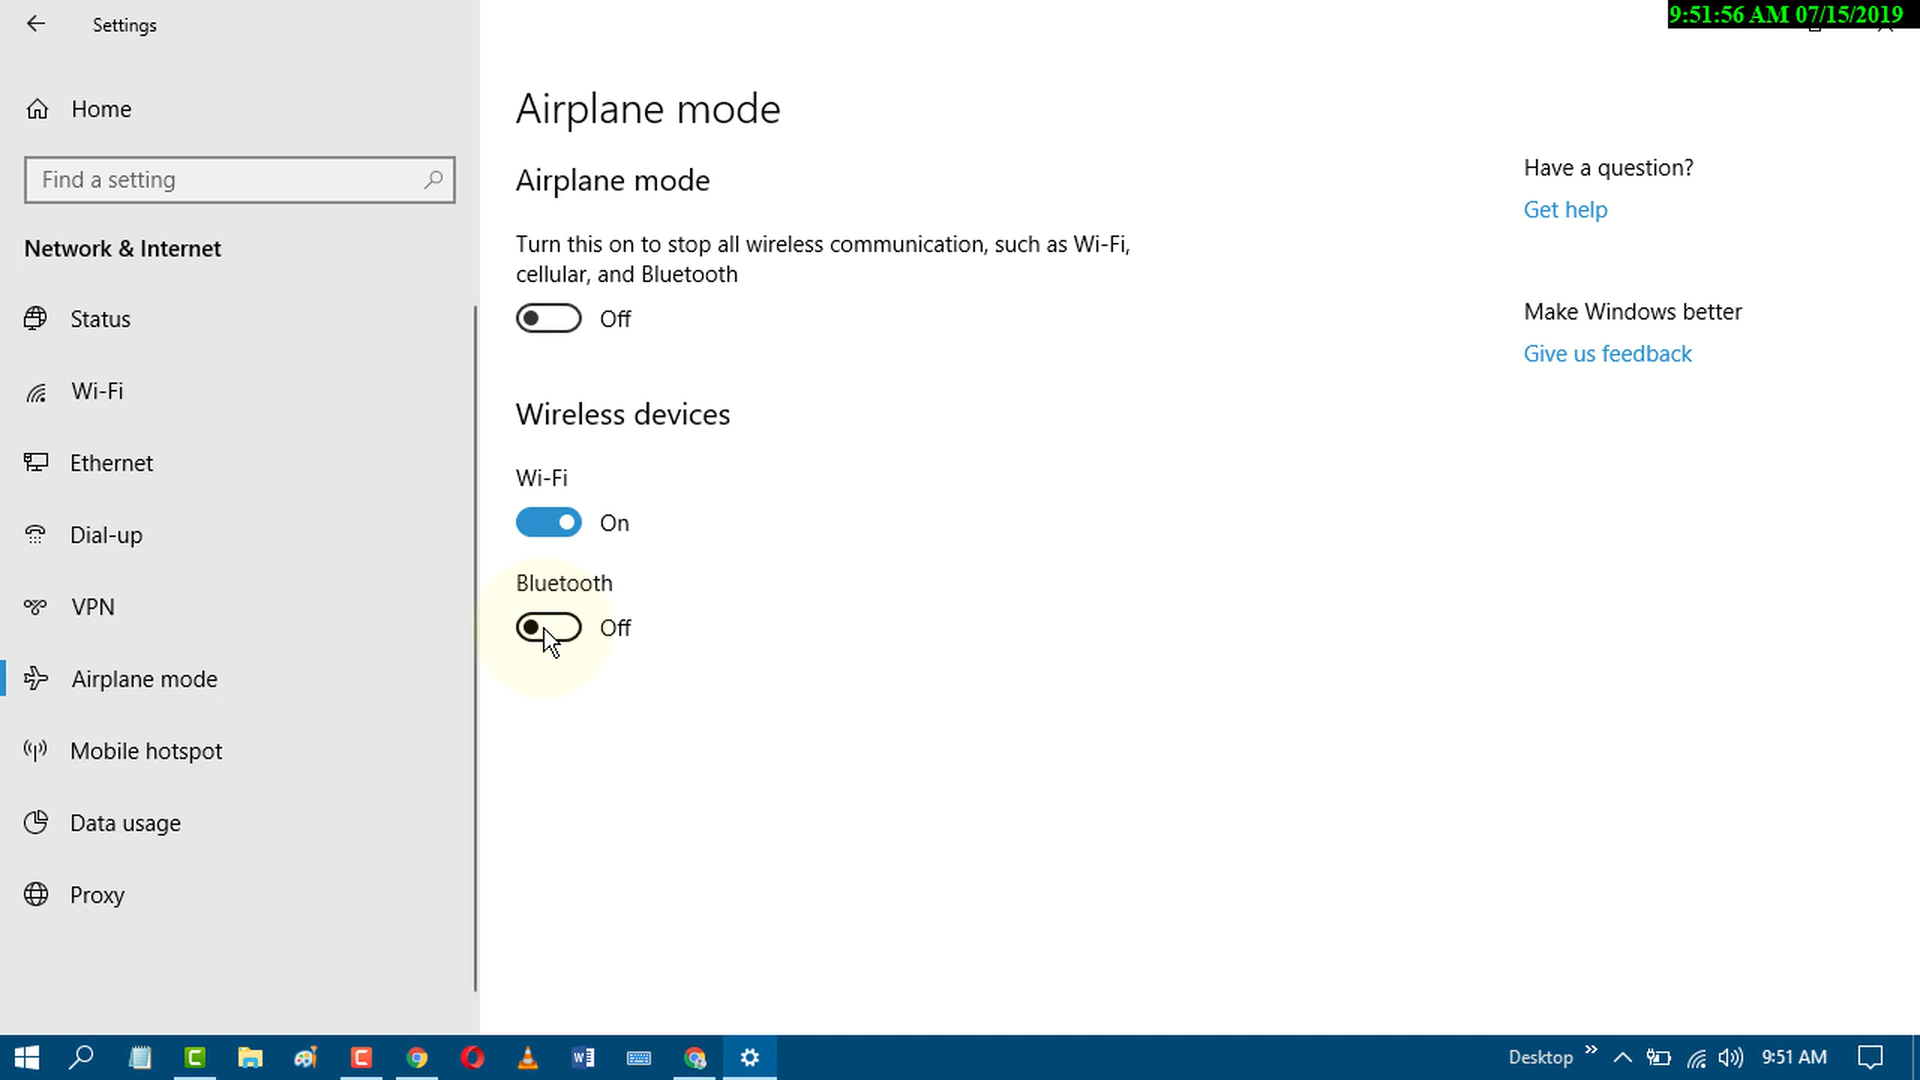 Settings
9:51:56 AM 07/15/2019
Home
Find a setting
Network & Internet
Status
Wi-Fi
Ethernet
Dial-up
VPN
Airplane mode
Mobile hotspot
Data usage
Proxy
Airplane mode
Airplane mode
Turn this on to stop all wireless communication, such as Wi-Fi,
cellular, and Bluetooth
Off
Wireless devices
Wi-Fi
On
Bluetooth
Off
Have a question?
Get help
Make Windows better
Give us feedback
Desktop
9:51 AM